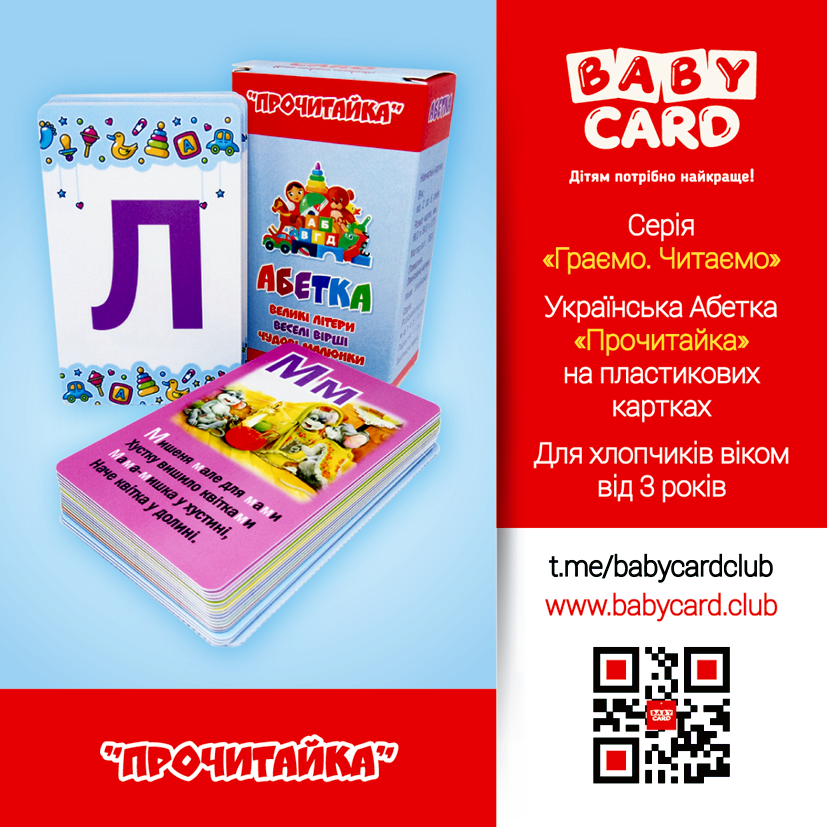 "ПРОЧИТАЙКА"
АБЕТКА
Л
А
АБ
ВГД
АБЕТКА
ВЕЛИКІ ЛІТЕРИ
ВЕСЕЛІ ВІРШІ
ЧУДОВІ МАЛЮНКИ
Мм
Мишеня мале для мами
Хустку вишило квітками
Мама-мишка у хустині,
Наче квітка у долині.
"ПРОЧИТАЙКА"
BABY
CARD
Дітям потрібно найкраще!
Серія
«Граємо. Читаємо»
Українська Абетка
«Прочитайка»
на пластикових
картках
Для хлопчиків віком
від 3 років
t.me/babycardclub
www.babycard.club
BABY
CARD